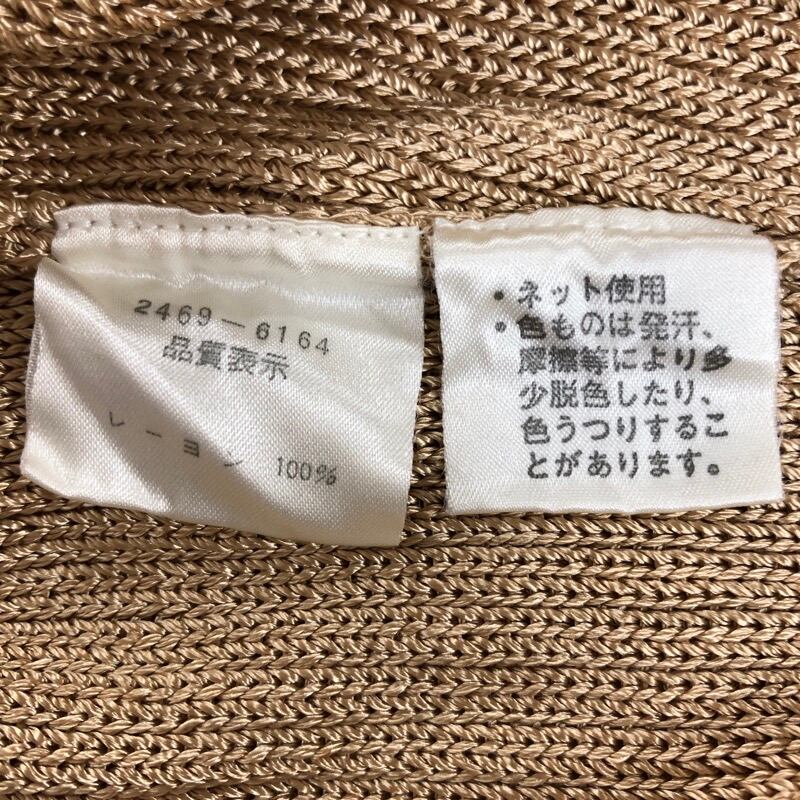 2469-6164
品質表示
レーヨン 100%
・ネット使用
・色ものは発汗、
摩擦等により多
少脱色したり、
色うつりするこ
とがあります。